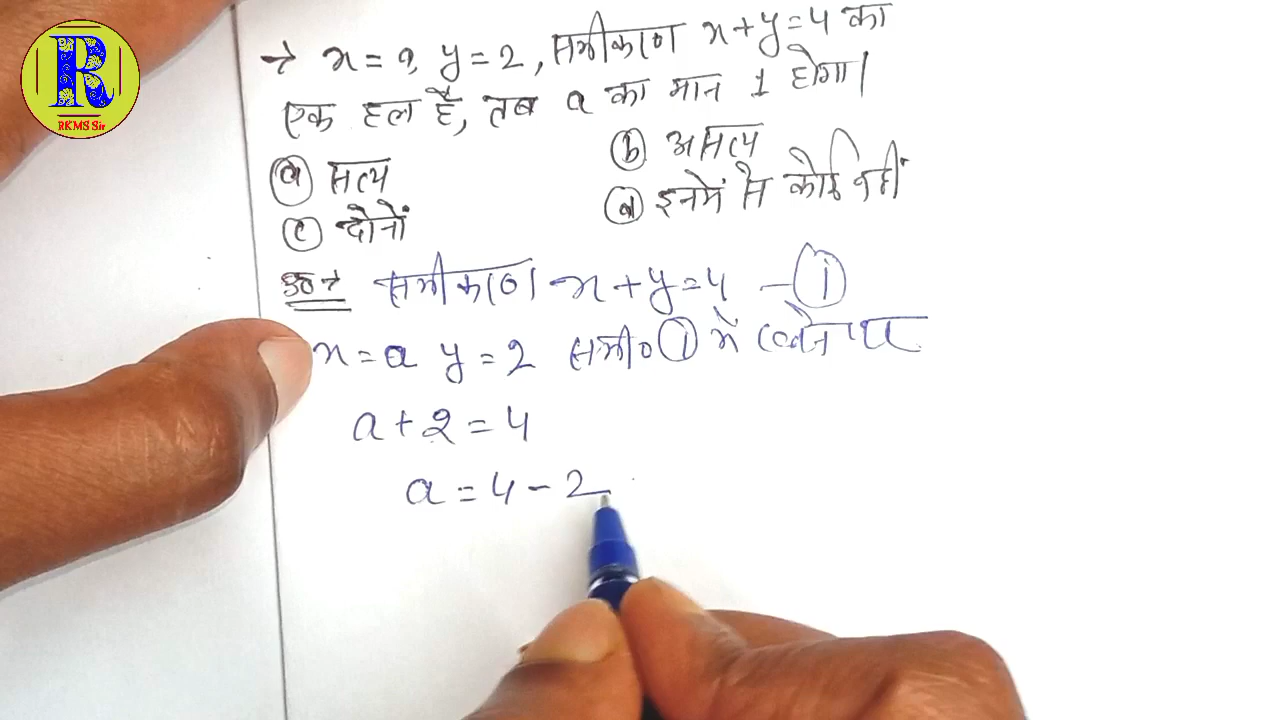 R
RKMS Sir
→ x = a, y = 2, समीकरण x + y = 4 का
एक हल है, तब a का मान 1 होगा।
(a) सत्य (b) असत्य
(c) दोनों (d) इनमें से कोई नहीं
हल → समीकरण x + y = 4 - ①
x = a y = 2 समी० ① में रखने पर
a + 2 = 4
a = 4 - 2